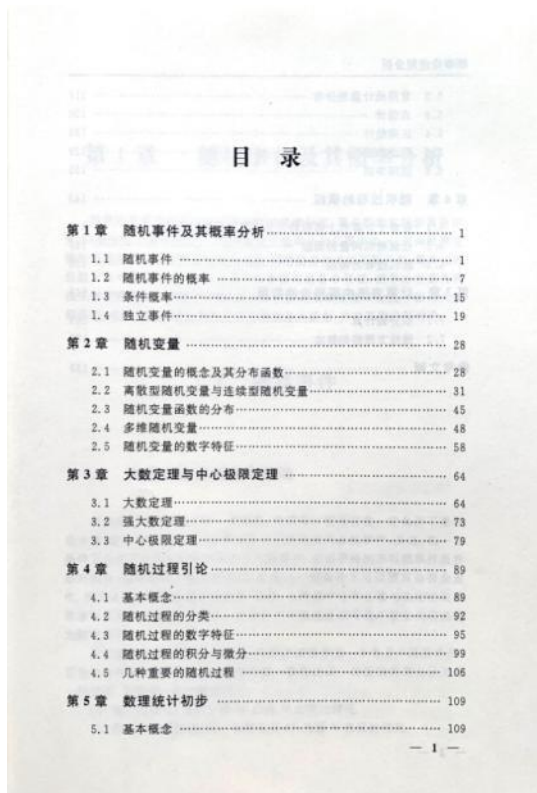 目 录
第1章 随机事件及其概率分析 1
1.1 随机事件 1
1.2 随机事件的概率 7
1.3 条件概率 15
1.4 独立事件 19
第2章 随机变量 28
2.1 随机变量的概念及其分布函数 28
2.2 离散型随机变量与连续型随机变量 31
2.3 随机变量函数的分布 45
2.4 多维随机变量 48
2.5 随机变量的数字特征 58
第3章 大数定理与中心极限定理 64
3.1 大数定理 64
3.2 强大数定理 73
3.3 中心极限定理 79
第4章 随机过程引论 89
4.1 基本概念 89
4.2 随机过程的分类 92
4.3 随机过程的数字特征 95
4.4 随机过程的积分与微分 99
4.5 几种重要的随机过程 106
第5章 数理统计初步 109
5.1 基本概念 109
— 1 —